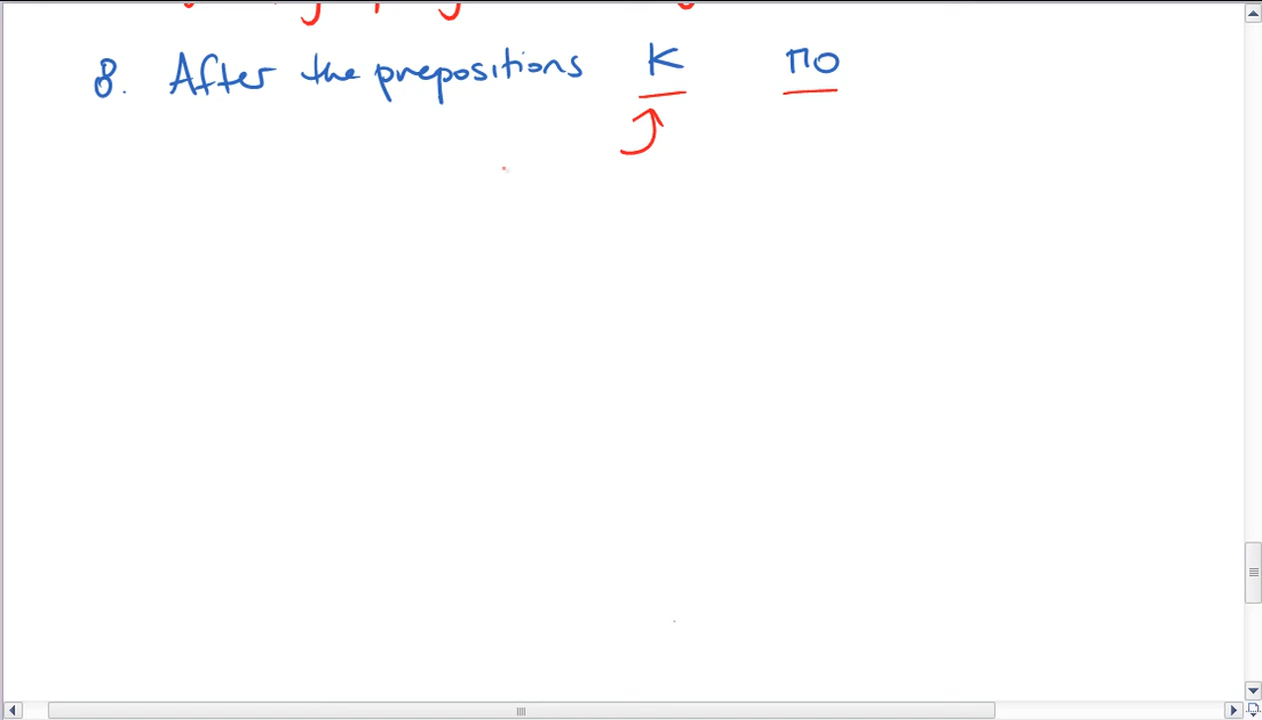 8. After the prepositions к по